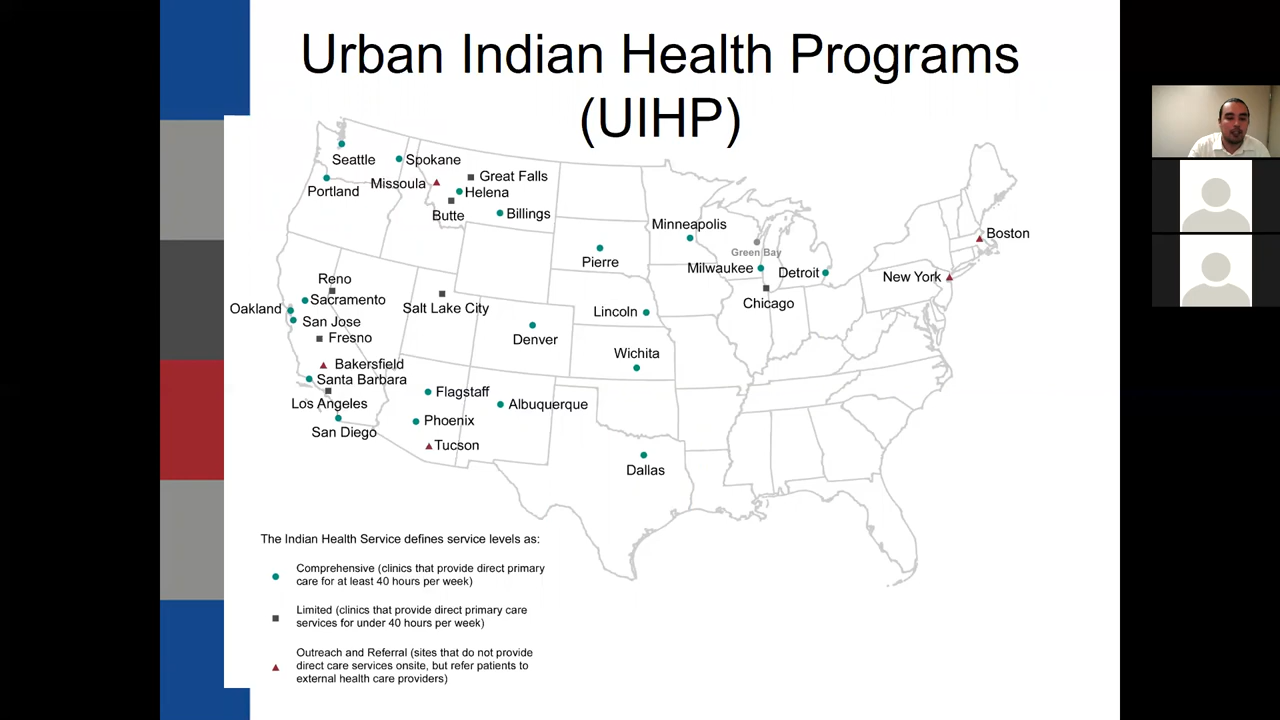 Urban Indian Health Programs
(UIHP)
Seattle
Spokane
Great Falls
Missoula
Portland
Helena
Butte
Billings
Minneapolis
Boston
Green Bay
Pierre
Milwaukee
Detroit
New York
Reno
Sacramento
Salt Lake City
Chicago
Oakland
Lincoln
San Jose
Fresno
Denver
Wichita
Bakersfield
Santa Barbara
Flagstaff
Los Angeles
Albuquerque
Phoenix
San Diego
Tucson
Dallas
The Indian Health Service defines service levels as:
Comprehensive (clinics that provide direct primary
care for at least 40 hours per week)
Limited (clinics that provide direct primary care
services for under 40 hours per week)
Outreach and Referral (sites that do not provide
direct care services onsite, but refer patients to
external health care providers)